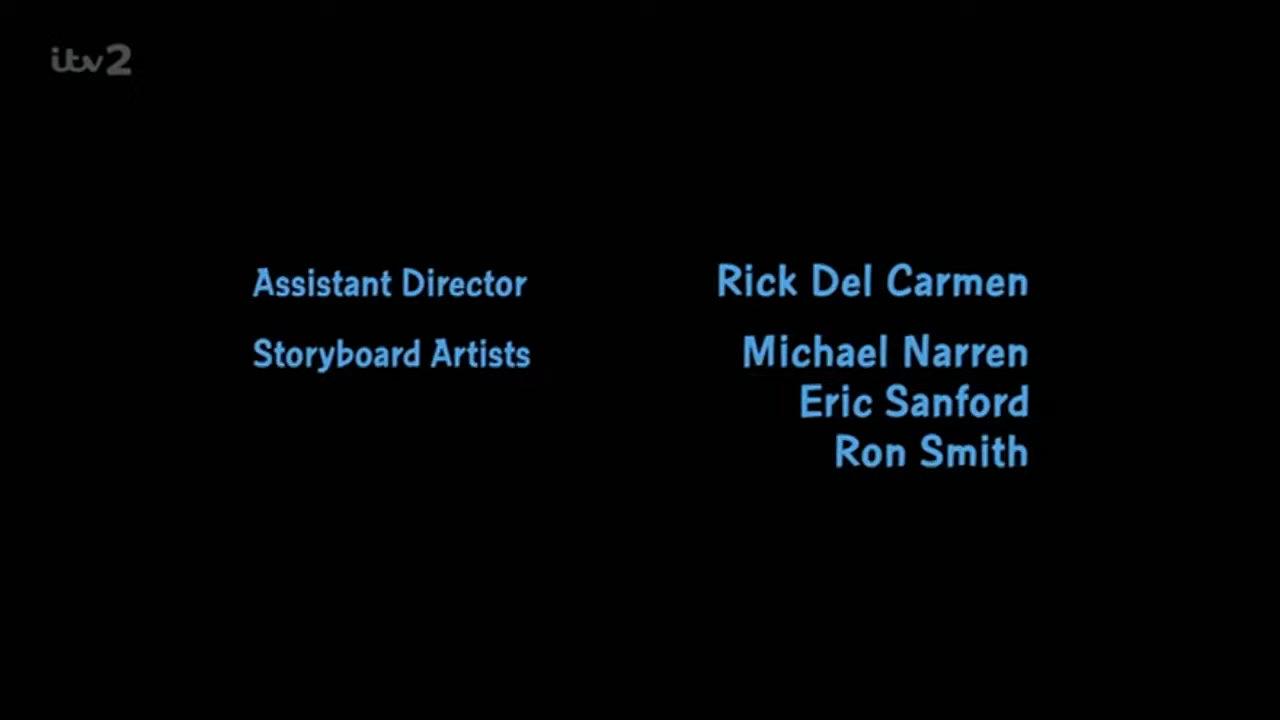 itv2
Assistant Director Rick Del Carmen
Storyboard Artists Michael Narren
Eric Sanford
Ron Smith